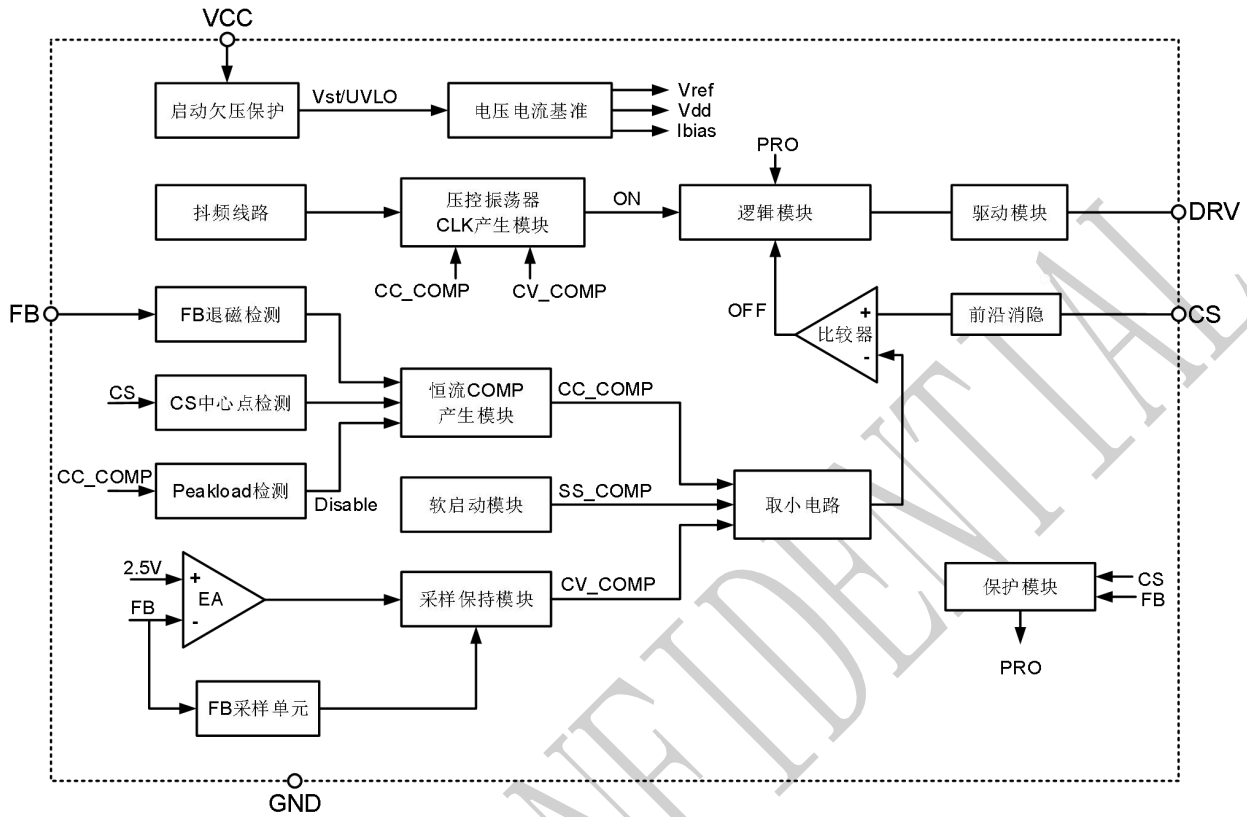 VCC
启动欠压保护
Vst/UVLO
电压电流基准
Vref
Vdd
Ibias
PRO
抖频线路
压控振荡器
CLK产生模块
ON
逻辑模块
驱动模块
DRV
CC_COMP
CV_COMP
FB
FB退磁检测
OFF
+
比较器
-
前沿消隐
CS
CS
CS中心点检测
恒流COMP
产生模块
CC_COMP
CC_COMP
Peakload检测
Disable
软启动模块
SS_COMP
取小电路
2.5V
+
EA
FB
-
采样保持模块
CV_COMP
保护模块
CS
FB
PRO
FB采样单元
GND
NFIDENTIAL